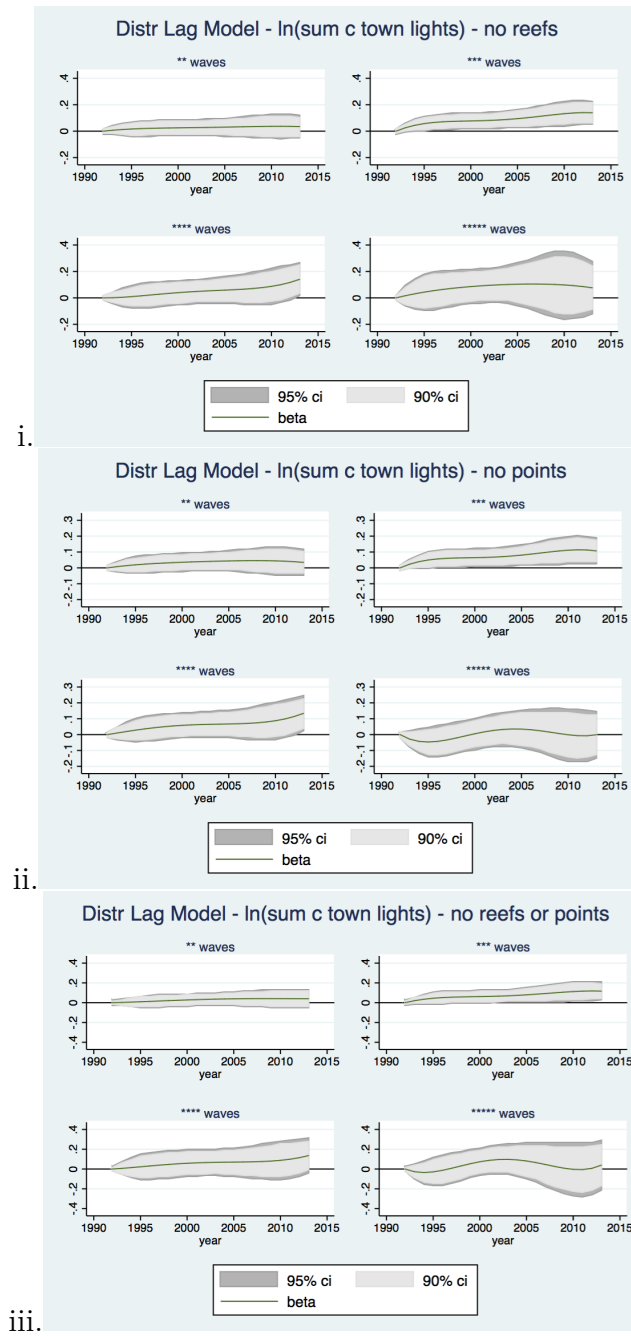 Distr Lag Model - ln(sum c town lights) - no reefs
** waves
*** waves
.4
.2
0
-.2
1990 1995 2000 2005 2010 2015
year
.4
.2
0
-.2
1990 1995 2000 2005 2010 2015
year
**** waves
***** waves
.4
.2
0
-.2
1990 1995 2000 2005 2010 2015
year
.4
.2
0
-.2
1990 1995 2000 2005 2010 2015
year
95% ci 90% ci
beta
i.
Distr Lag Model - ln(sum c town lights) - no points
** waves
*** waves
-.2 -.1 0 .1 .2 .3
1990 1995 2000 2005 2010 2015
year
-.2 -.1 0 .1 .2 .3
1990 1995 2000 2005 2010 2015
year
**** waves
***** waves
-.2 -.1 0 .1 .2 .3
1990 1995 2000 2005 2010 2015
year
-.2 -.1 0 .1 .2 .3
1990 1995 2000 2005 2010 2015
year
95% ci 90% ci
beta
ii.
Distr Lag Model - ln(sum c town lights) - no reefs or points
** waves
*** waves
-.4 -.2 0 .2 .4
1990 1995 2000 2005 2010 2015
year
-.4 -.2 0 .2 .4
1990 1995 2000 2005 2010 2015
year
**** waves
***** waves
-.4 -.2 0 .2 .4
1990 1995 2000 2005 2010 2015
year
-.4 -.2 0 .2 .4
1990 1995 2000 2005 2010 2015
year
95% ci 90% ci
beta
iii.